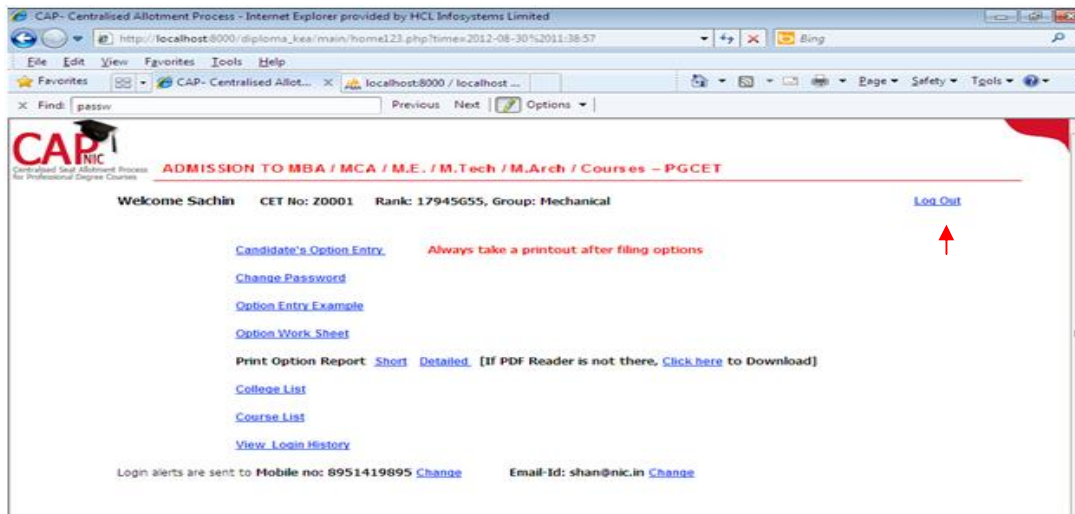 CAP- Centralised Allotment Process - Internet Explorer provided by HCL Infosystems Limited
http://localhost:8000/diploma_kea/main/home123.php?time=2012-08-30%2011:38:57
Bing
File Edit View Favorites Tools Help
Favorites CAP- Centralised Allot... localhost:8000 / localhost ... Page Safety Tools
Find: passw Previous Next Options
CAP
NIC
Centralised Seat Allotment Process
for Professional Degree Courses
ADMISSION TO MBA / MCA / M.E. / M.Tech / M.Arch / Courses – PGCET
Welcome Sachin CET No: Z0001 Rank: 17945G55, Group: Mechanical Log Out
Candidate's Option Entry Always take a printout after filing options
Change Password
Option Entry Example
Option Work Sheet
Print Option Report Short Detailed [If PDF Reader is not there, Click here to Download]
College List
Course List
View Login History
Login alerts are sent to Mobile no: 8951419895 Change Email-Id: shan@nic.in Change